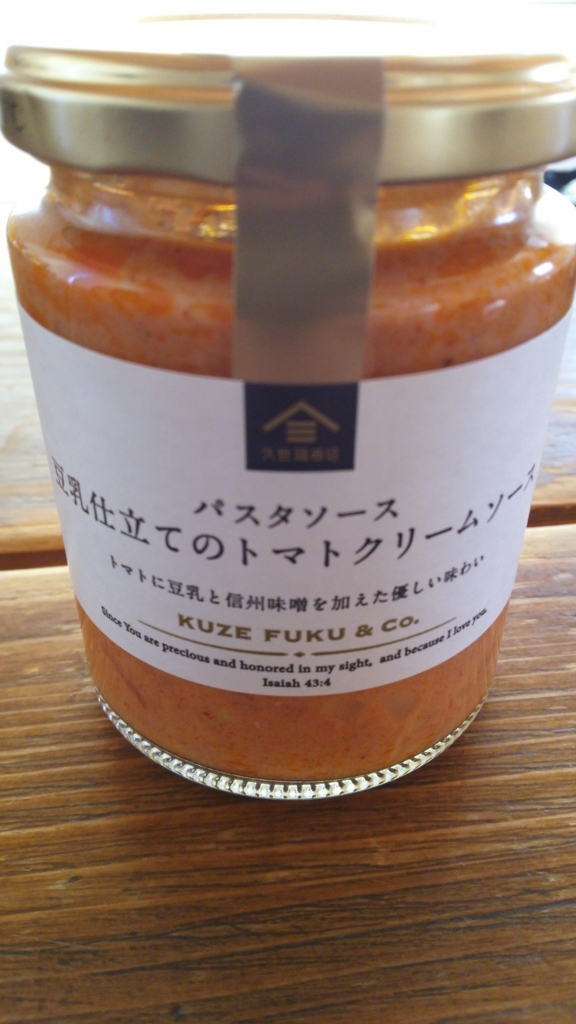 久世福商店
パスタソース
豆乳仕立てのトマトクリームソース
トマトに豆乳と信州味噌を加えた優しい味わい
KUZE FUKU & Co.
Since You are precious and honored in my sight, and because I love you.
Isaiah 43:4